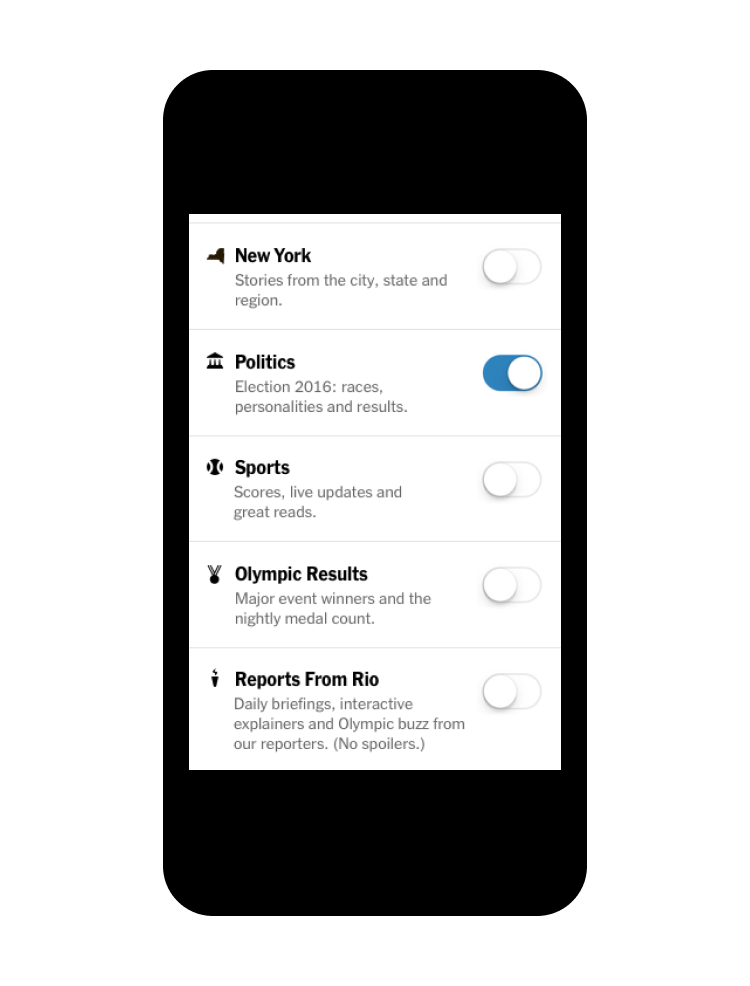 New York
Stories from the city, state and
region.
Politics
Election 2016: races,
personalities and results.
Sports
Scores, live updates and
great reads.
Olympic Results
Major event winners and the
nightly medal count.
Reports From Rio
Daily briefings, interactive
explainers and Olympic buzz from
our reporters. (No spoilers.)